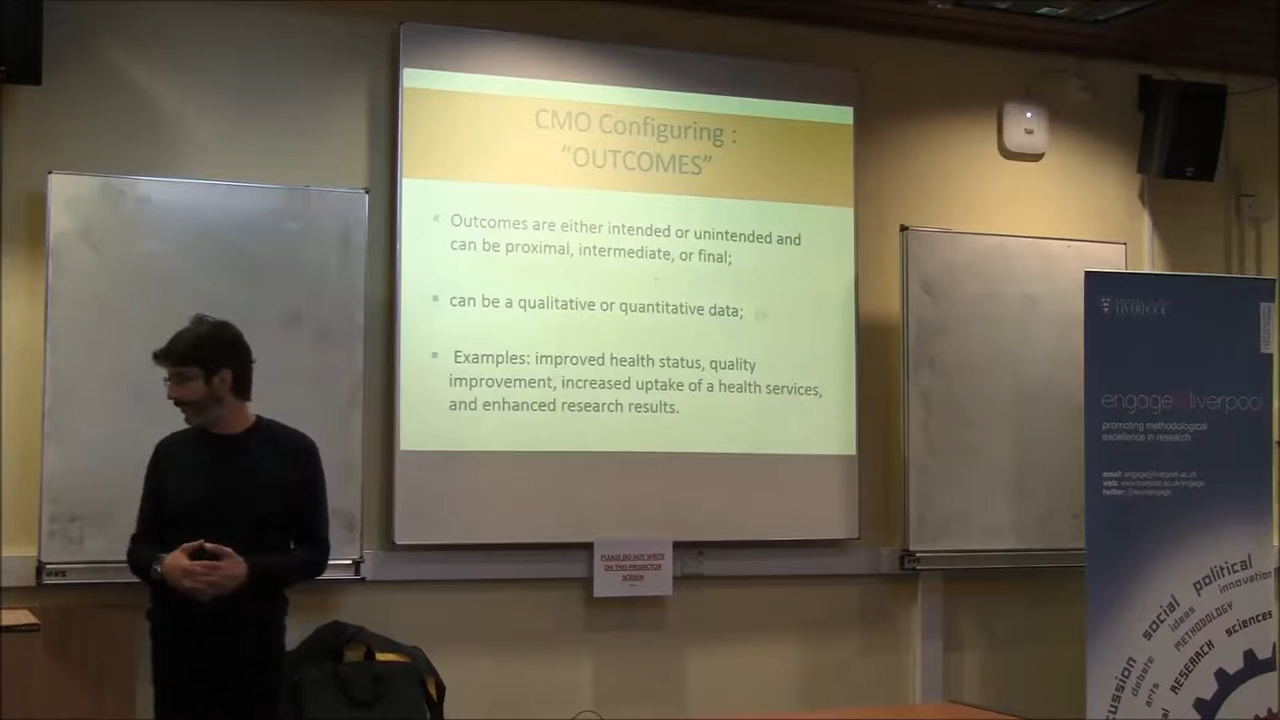 CMO Configuring :
“OUTCOMES”
▪ Outcomes are either intended or unintended and
can be proximal, intermediate, or final;
▪ can be a qualitative or quantitative data;
▪ Examples: improved health status, quality
improvement, increased uptake of a health services,
and enhanced research results.
PLEASE DO NOT WRITE
ON THIS PROJECTOR
SCREEN
LIVERPOOL
engage@liverpool
promoting methodological
excellence in research
email: engage@liverpool.ac.uk
web: www.liverpool.ac.uk/engage
twitter:
political
innovation
social
ideas
METHODOLOGY
sciences
debate
RESEARCH
arts